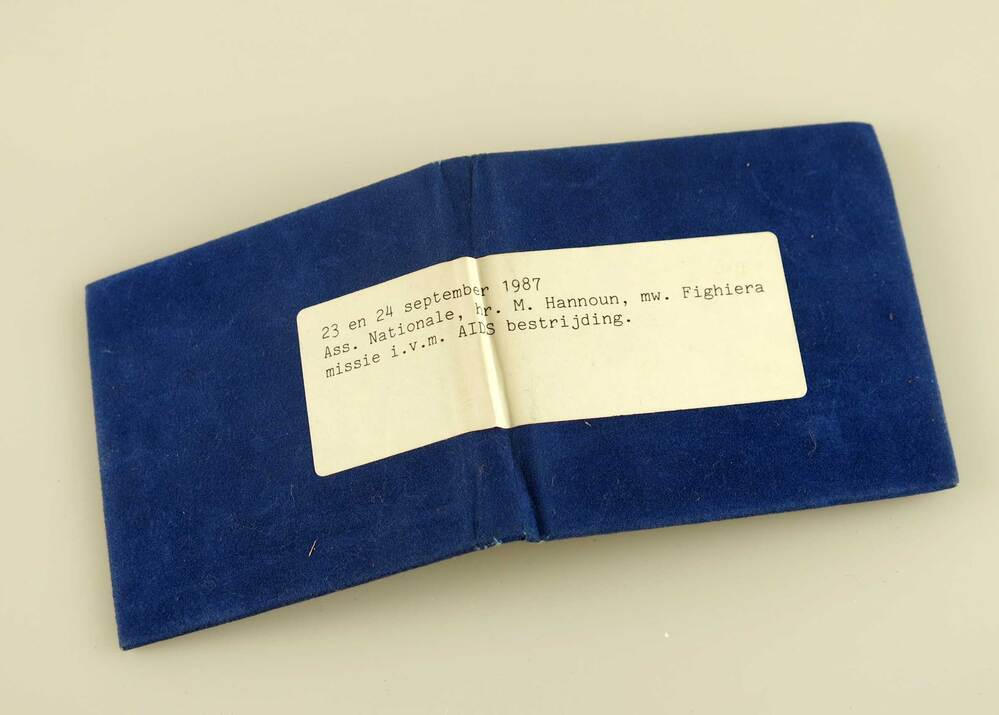 23 en 24 september 1987
Ass. Nationale, hr. M. Hannoun, mw. Fighiera
missie i.v.m. AIDS bestrijding.